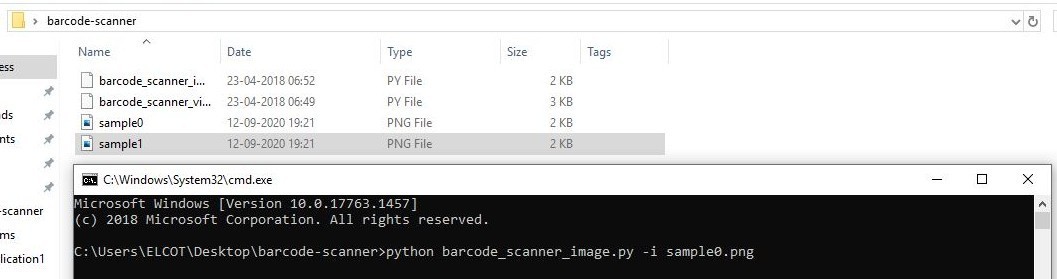 barcode-scanner
Name Date Type Size Tags
ess
barcode_scanner_i... 23-04-2018 06:52 PY File 2 KB
barcode_scanner_vi... 23-04-2018 06:49 PY File 3 KB
ds sample0 12-09-2020 19:21 PNG File 2 KB
nts sample1 12-09-2020 19:21 PNG File 2 KB
C:\Windows\System32\cmd.exe
Microsoft Windows [Version 10.0.17763.1457]
-scanner (c) 2018 Microsoft Corporation. All rights reserved.
ms
lication1 C:\Users\ELCOT\Desktop\barcode-scanner>python barcode_scanner_image.py -i sample0.png